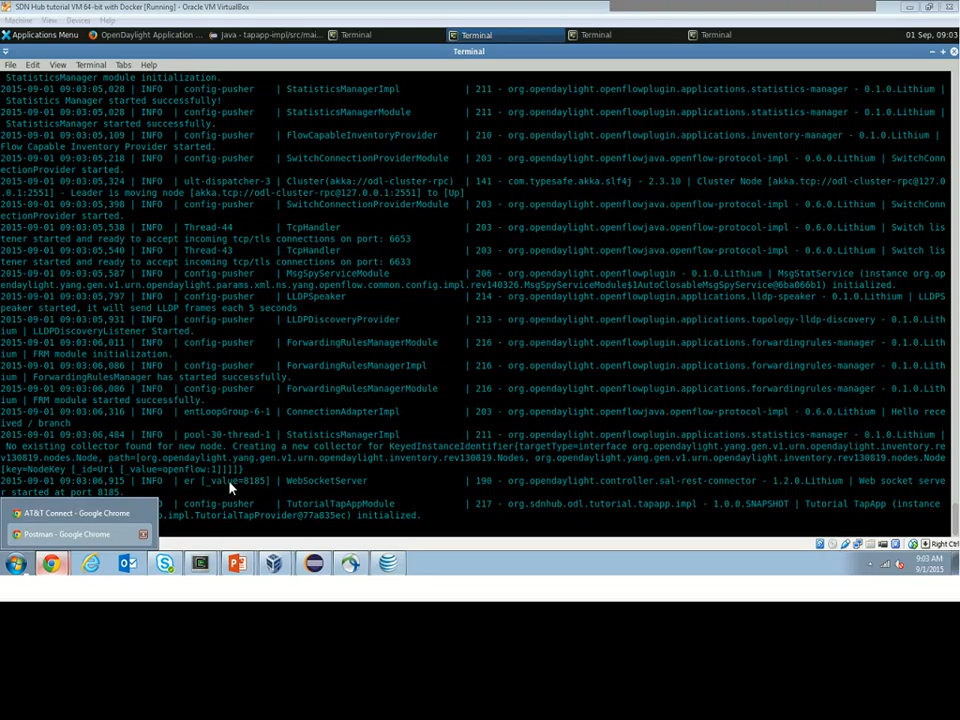 SDN Hub tutorial VM 64-bit with Docker [Running] - Oracle VM VirtualBox
Machine View Devices Help
Applications Menu OpenDaylight Application ... Java - tapapp-impl/src/mai... Terminal Terminal Terminal Terminal 01 Sep, 09:03
Terminal
File Edit View Terminal Tabs Help
StatisticsManager module initialization.
2015-09-01 09:03:05,028 | INFO | config-pusher | StatisticsManagerImpl | 211 - org.opendaylight.openflowplugin.applications.statistics-manager - 0.1.0.Lithium |
Statistics Manager started successfully!
2015-09-01 09:03:05,028 | INFO | config-pusher | StatisticsManagerModule | 211 - org.opendaylight.openflowplugin.applications.statistics-manager - 0.1.0.Lithium |
StatisticsManager started successfully.
2015-09-01 09:03:05,109 | INFO | config-pusher | FlowCapableInventoryProvider | 210 - org.opendaylight.openflowplugin.applications.inventory-manager - 0.1.0.Lithium |
Flow Capable Inventory Provider started.
2015-09-01 09:03:05,218 | INFO | config-pusher | SwitchConnectionProviderModule | 203 - org.opendaylight.openflowjava.openflow-protocol-impl - 0.6.0.Lithium | SwitchConn
ectionProvider started.
2015-09-01 09:03:05,324 | INFO | ult-dispatcher-3 | Cluster(akka://odl-cluster-rpc) | 141 - com.typesafe.akka.slf4j - 2.3.10 | Cluster Node [akka.tcp://odl-cluster-rpc@127.0
.0.1:2551] - Leader is moving node [akka.tcp://odl-cluster-rpc@127.0.0.1:2551] to [Up]
2015-09-01 09:03:05,398 | INFO | config-pusher | SwitchConnectionProviderModule | 203 - org.opendaylight.openflowjava.openflow-protocol-impl - 0.6.0.Lithium | SwitchConn
ectionProvider started.
2015-09-01 09:03:05,538 | INFO | Thread-44 | TcpHandler | 203 - org.opendaylight.openflowjava.openflow-protocol-impl - 0.6.0.Lithium | Switch lis
tener started and ready to accept incoming tcp/tls connections on port: 6653
2015-09-01 09:03:05,540 | INFO | Thread-43 | TcpHandler | 203 - org.opendaylight.openflowjava.openflow-protocol-impl - 0.6.0.Lithium | Switch lis
tener started and ready to accept incoming tcp/tls connections on port: 6633
2015-09-01 09:03:05,587 | INFO | config-pusher | MsgSpyServiceModule | 206 - org.opendaylight.openflowplugin - 0.1.0.Lithium | MsgStatService (instance org.op
endaylight.yang.gen.v1.urn.opendaylight.params.xml.ns.yang.openflow.common.config.impl.rev140326.MsgSpyServiceModule$1AutoClosableMsgSpyService@6ba066b1) initialized.
2015-09-01 09:03:05,797 | INFO | config-pusher | LLDPSpeaker | 214 - org.opendaylight.openflowplugin.applications.lldp-speaker - 0.1.0.Lithium | LLDPS
peaker started, it will send LLDP frames each 5 seconds
2015-09-01 09:03:05,931 | INFO | config-pusher | LLDPDiscoveryProvider | 213 - org.opendaylight.openflowplugin.applications.topology-lldp-discovery - 0.1.0.Lith
ium | LLDPDiscoveryListener Started.
2015-09-01 09:03:06,011 | INFO | config-pusher | ForwardingRulesManagerModule | 216 - org.opendaylight.openflowplugin.applications.forwardingrules-manager - 0.1.0.Lith
ium | FRM module initialization.
2015-09-01 09:03:06,086 | INFO | config-pusher | ForwardingRulesManagerImpl | 216 - org.opendaylight.openflowplugin.applications.forwardingrules-manager - 0.1.0.Lith
ium | ForwardingRulesManager has started successfully.
2015-09-01 09:03:06,086 | INFO | config-pusher | ForwardingRulesManagerModule | 216 - org.opendaylight.openflowplugin.applications.forwardingrules-manager - 0.1.0.Lith
ium | FRM module started successfully.
2015-09-01 09:03:06,316 | INFO | entLoopGroup-6-1 | ConnectionAdapterImpl | 203 - org.opendaylight.openflowjava.openflow-protocol-impl - 0.6.0.Lithium | Hello rece
ived / branch
2015-09-01 09:03:06,484 | INFO | pool-30-thread-1 | StatisticsManagerImpl | 211 - org.opendaylight.openflowplugin.applications.statistics-manager - 0.1.0.Lithium |
No existing collector found for new node. Creating a new collector for KeyedInstanceIdentifier{targetType=interface org.opendaylight.yang.gen.v1.urn.opendaylight.inventory.re
v130819.nodes.Node, path=[org.opendaylight.yang.gen.v1.urn.opendaylight.inventory.rev130819.Nodes, org.opendaylight.yang.gen.v1.urn.opendaylight.inventory.rev130819.nodes.Node
[key=NodeKey [_id=Uri [_value=openflow:1]]]]}
2015-09-01 09:03:06,915 | INFO | er [_value=8185] | WebSocketServer | 190 - org.opendaylight.controller.sal-rest-connector - 1.2.0.Lithium | Web socket serve
r started at port 8185.
config-pusher | TutorialTapAppModule | 217 - org.sdnhub.odl.tutorial.tapapp.impl - 1.0.0.SNAPSHOT | Tutorial TapApp (instance
.impl.TutorialTapProvider@77a835ec) initialized.
AT&T Connect - Google Chrome
Postman - Google Chrome
Right Ctrl
9:03 AM
9/1/2015